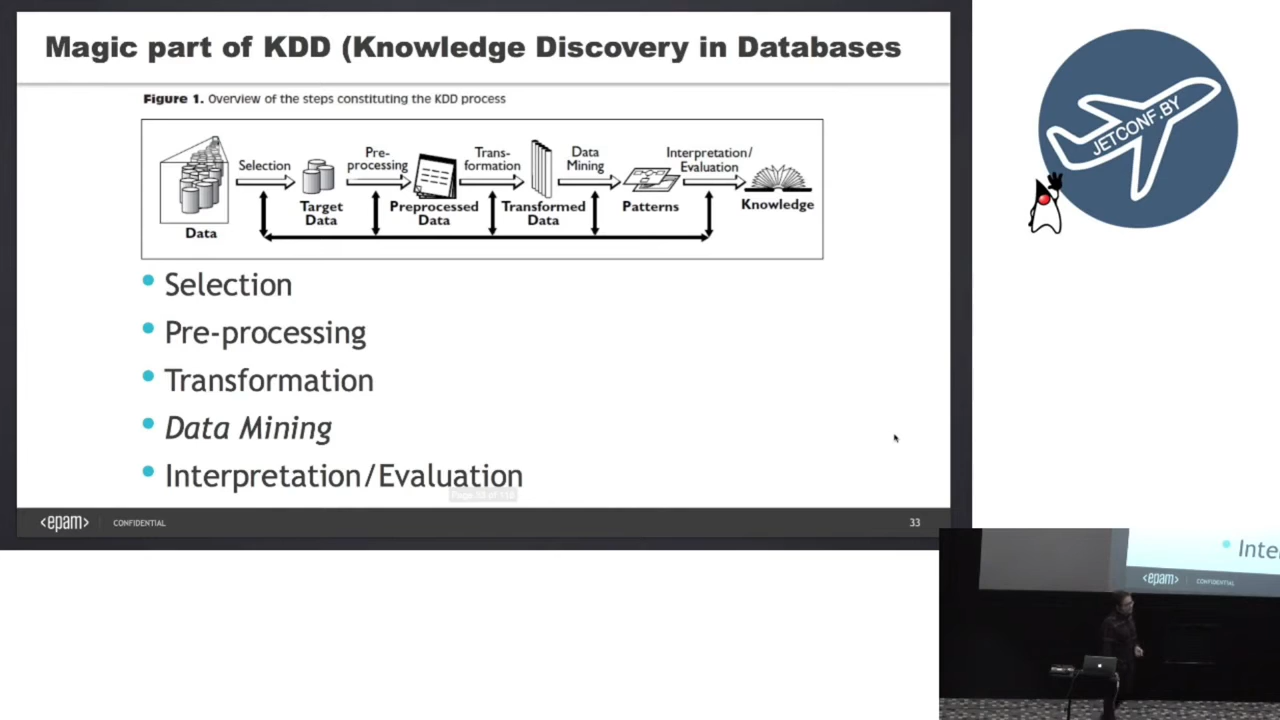 Magic part of KDD (Knowledge Discovery in Databases
Figure 1. Overview of the steps constituting the KDD process
Selection
Pre-
processing
Trans-
formation
Data
Mining
Interpretation/
Evaluation
Data
Target
Data
Preprocessed
Data
Transformed
Data
Patterns
Knowledge
• Selection
• Pre-processing
• Transformation
• Data Mining
• Interpretation/Evaluation
<epam>
CONFIDENTIAL
33
JETCONF.BY
• Inte
<epam>
CONFIDENTIAL